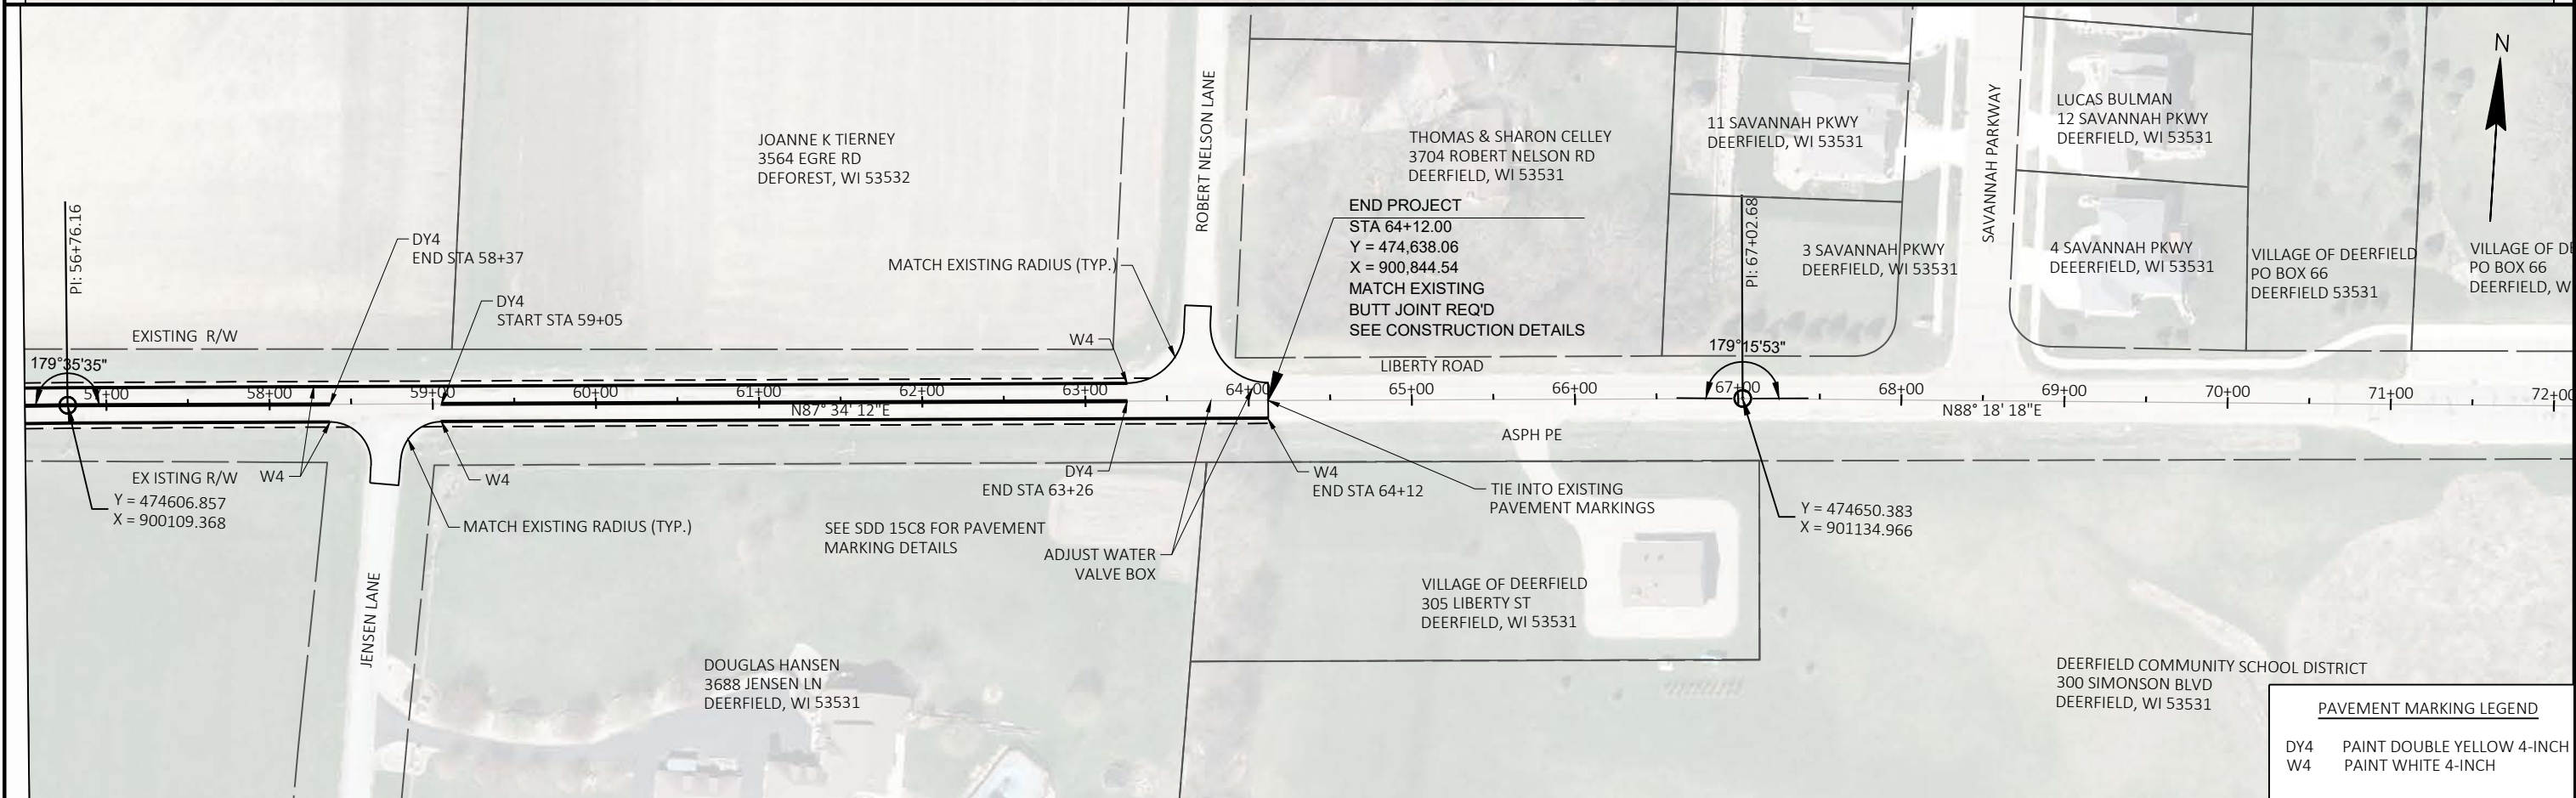 N
JOANNE K TIERNEY
3564 EGRE RD
DEFOREST, WI 53532
ROBERT NELSON LANE
THOMAS & SHARON CELLEY
3704 ROBERT NELSON RD
DEERFIELD, WI 53531
11 SAVANNAH PKWY
DEERFIELD, WI 53531
SAVANNAH PARKWAY
LUCAS BULMAN
12 SAVANNAH PKWY
DEERFIELD, WI 53531
PI: 56+76.16
DY4
END STA 58+37
DY4
START STA 59+05
MATCH EXISTING RADIUS (TYP.)
END PROJECT
STA 64+12.00
Y = 474,638.06
X = 900,844.54
MATCH EXISTING
BUTT JOINT REQ'D
SEE CONSTRUCTION DETAILS
PI: 67+02.68
3 SAVANNAH PKWY
DEERFIELD, WI 53531
4 SAVANNAH PKWY
DEEERFIELD, WI 53531
VILLAGE OF DEERFIELD
PO BOX 66
DEERFIELD 53531
VILLAGE OF DE
PO BOX 66
DEERFIELD, W
EXISTING R/W
W4
179°35'35"
179°15'53"
LIBERTY ROAD
57+00
58+00
59+00
60+00
61+00
62+00
63+00
64+00
65+00
66+00
67+00
68+00
69+00
70+00
71+00
72+00
N87° 34' 12"E
N88° 18' 18"E
ASPH PE
EX ISTING R/W
W4
W4
Y = 474606.857
X = 900109.368
MATCH EXISTING RADIUS (TYP.)
DY4
END STA 63+26
W4
END STA 64+12
TIE INTO EXISTING
PAVEMENT MARKINGS
Y = 474650.383
X = 901134.966
SEE SDD 15C8 FOR PAVEMENT
MARKING DETAILS
ADJUST WATER
VALVE BOX
JENSEN LANE
VILLAGE OF DEERFIELD
305 LIBERTY ST
DEERFIELD, WI 53531
DOUGLAS HANSEN
3688 JENSEN LN
DEERFIELD, WI 53531
DEERFIELD COMMUNITY SCHOOL DISTRICT
300 SIMONSON BLVD
DEERFIELD, WI 53531
PAVEMENT MARKING LEGEND
DY4 PAINT DOUBLE YELLOW 4-INCH
W4 PAINT WHITE 4-INCH